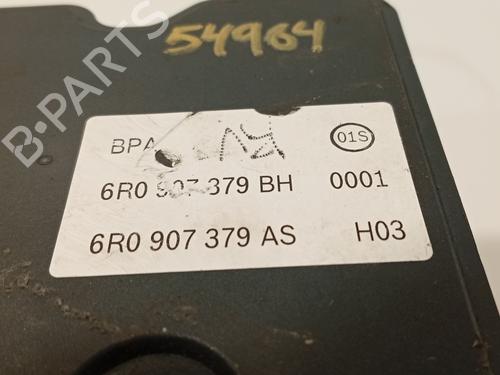 54964
B-PARTS
BPA
01S
6R0 907 379 BH 0001
6R0 907 379 AS H03